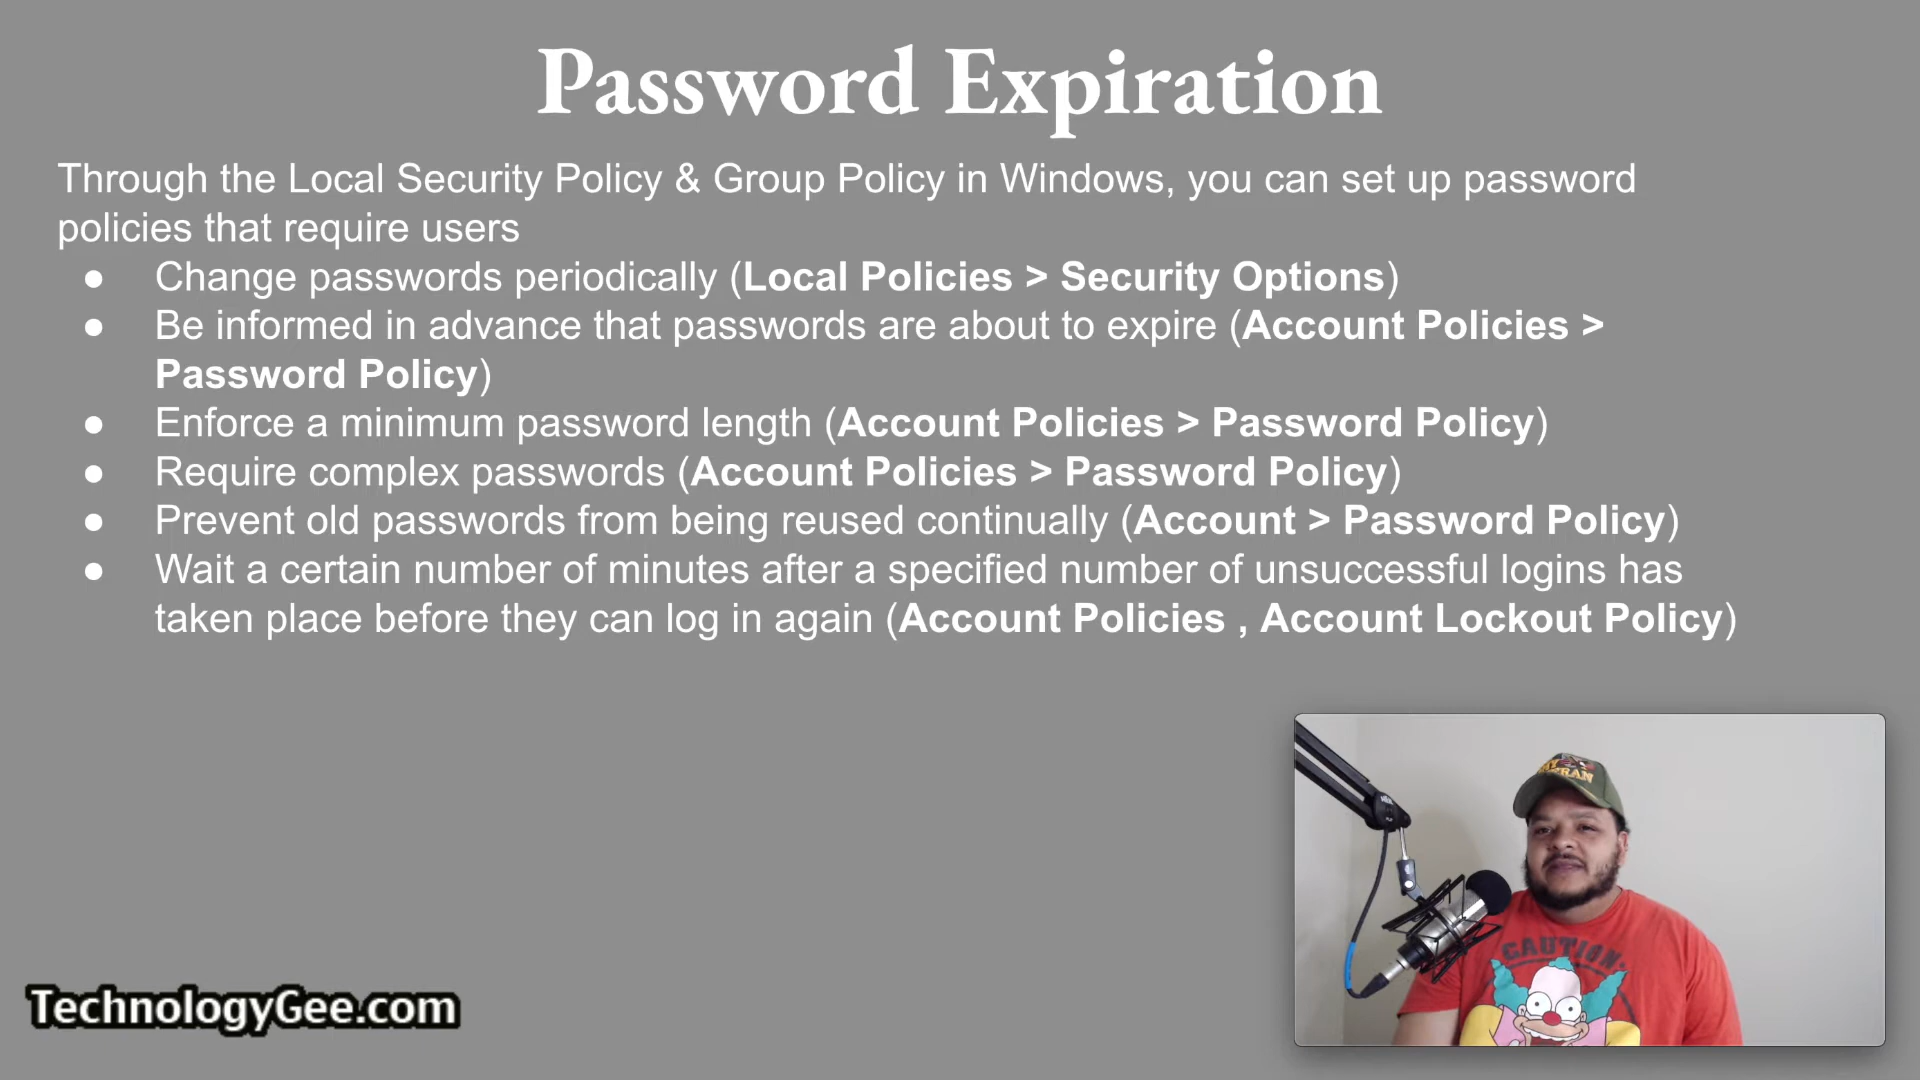 Password Expiration
Through the Local Security Policy & Group Policy in Windows, you can set up password
policies that require users
● Change passwords periodically (Local Policies > Security Options)
● Be informed in advance that passwords are about to expire (Account Policies >
Password Policy)
● Enforce a minimum password length (Account Policies > Password Policy)
● Require complex passwords (Account Policies > Password Policy)
● Prevent old passwords from being reused continually (Account > Password Policy)
● Wait a certain number of minutes after a specified number of unsuccessful logins has
taken place before they can log in again (Account Policies , Account Lockout Policy)
CAUTION
TechnologyGee.com